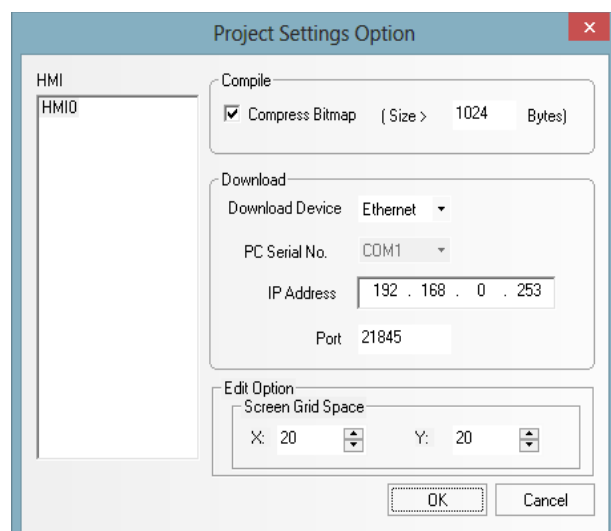 Project Settings Option
x
HMI
HMI0
Compile
Compress Bitmap ( Size > 1024 Bytes)
Download
Download Device Ethernet
PC Serial No. COM1
IP Address 192 . 168 . 0 . 253
Port 21845
Edit Option
Screen Grid Space
X: 20 Y: 20
OK Cancel